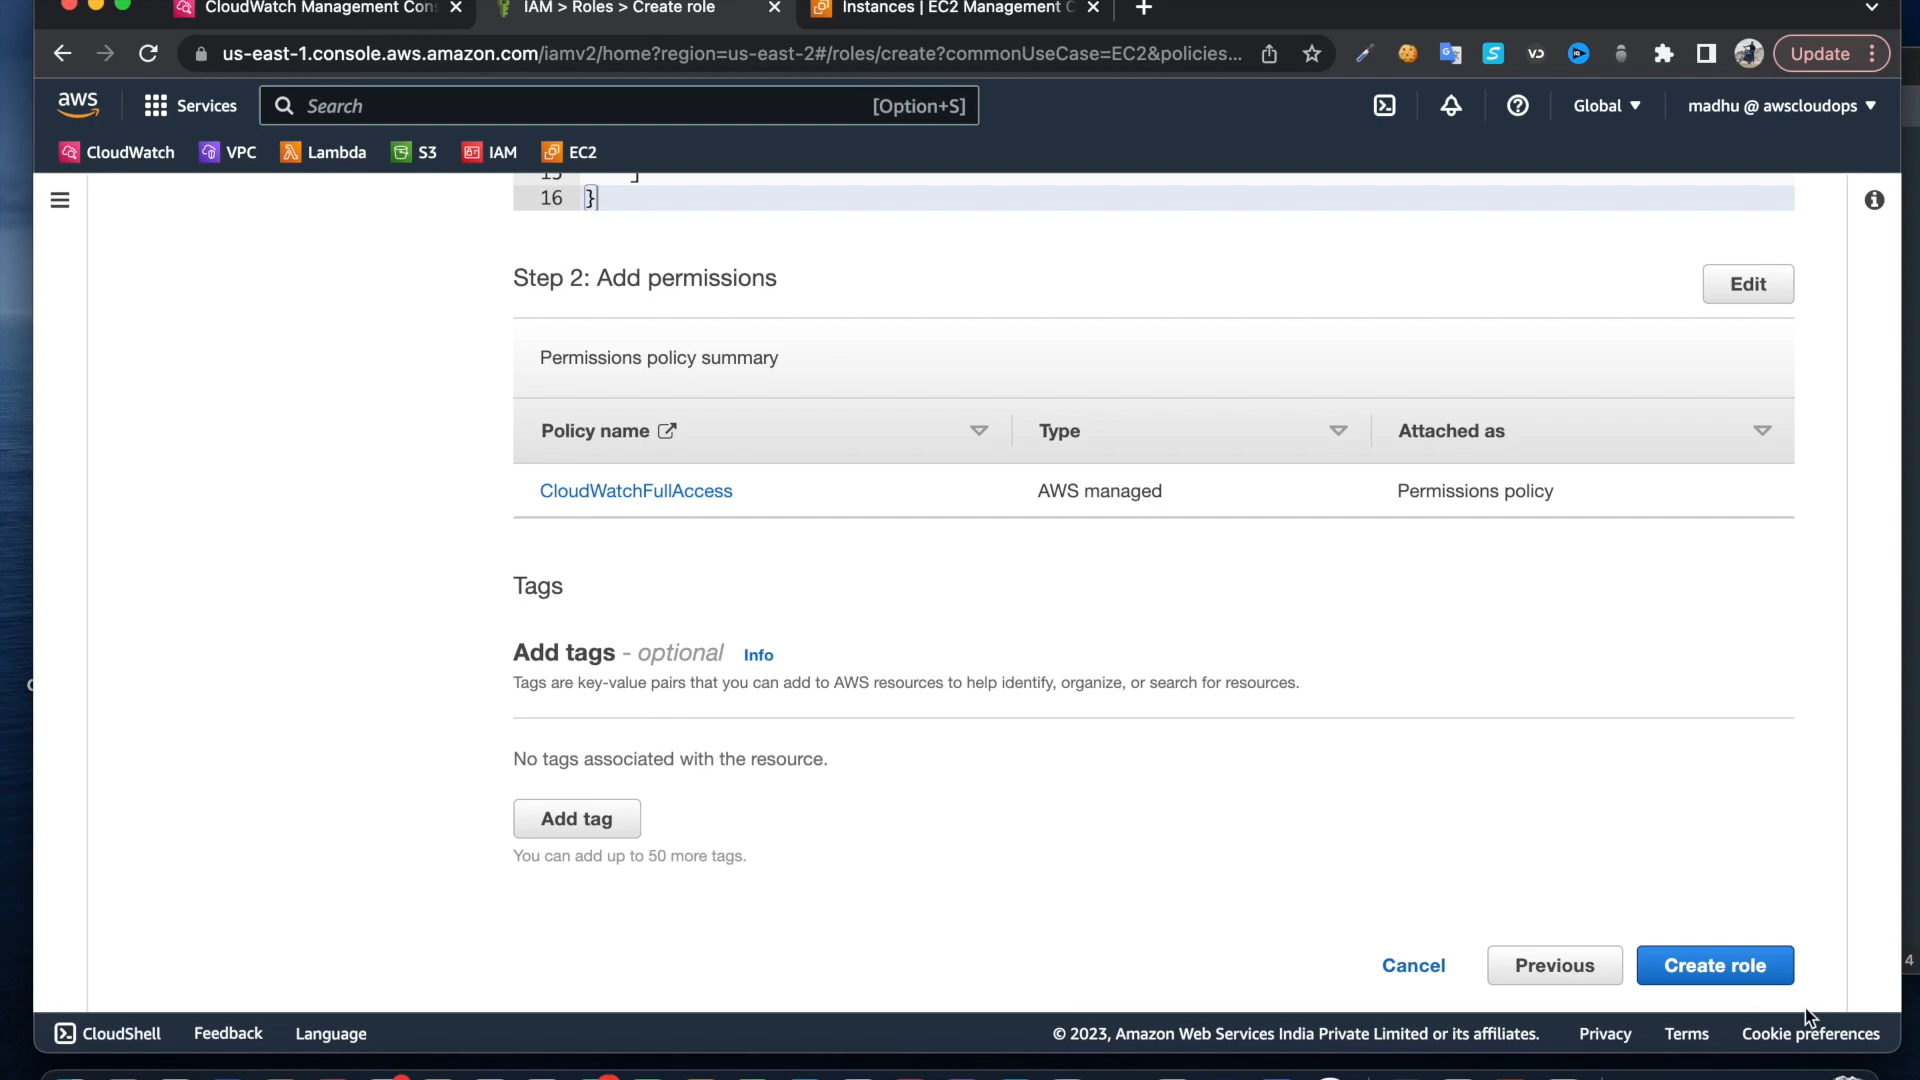 CloudWatch Management Con
IAM > Roles > Create role
Instances | EC2 Management C
us-east-1.console.aws.amazon.com/iamv2/home?region=us-east-2#/roles/create?commonUseCase=EC2&policies...
Update
aws
Services
Search
[Option+S]
Global
madhu @ awscloudops
CloudWatch
VPC
Lambda
S3
IAM
EC2
15 ]
16 }
Step 2: Add permissions
Edit
Permissions policy summary
Policy name
Type
Attached as
CloudWatchFullAccess
AWS managed
Permissions policy
Tags
Add tags - optional Info
Tags are key-value pairs that you can add to AWS resources to help identify, organize, or search for resources.
No tags associated with the resource.
Add tag
You can add up to 50 more tags.
Cancel
Previous
Create role
4
CloudShell
Feedback
Language
© 2023, Amazon Web Services India Private Limited or its affiliates.
Privacy
Terms
Cookie preferences